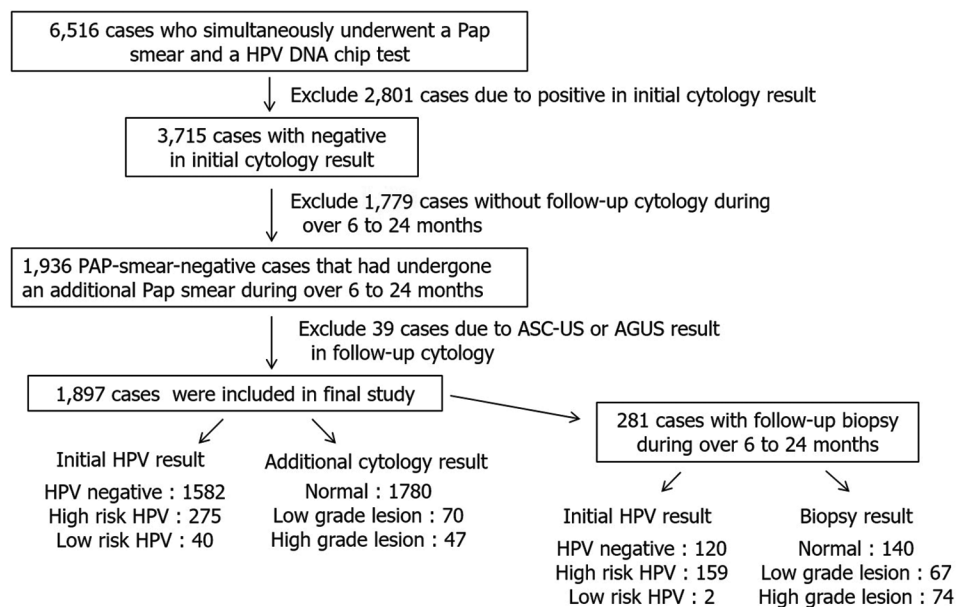 6,516 cases who simultaneously underwent a Pap
smear and a HPV DNA chip test
Exclude 2,801 cases due to positive in initial cytology result
3,715 cases with negative
in initial cytology result
Exclude 1,779 cases without follow-up cytology during
over 6 to 24 months
1,936 PAP-smear-negative cases that had undergone
an additional Pap smear during over 6 to 24 months
Exclude 39 cases due to ASC-US or AGUS result
in follow-up cytology
1,897 cases were included in final study
281 cases with follow-up biopsy
during over 6 to 24 months
Initial HPV result
HPV negative : 1582
High risk HPV : 275
Low risk HPV : 40
Additional cytology result
Normal : 1780
Low grade lesion : 70
High grade lesion : 47
Initial HPV result
HPV negative : 120
High risk HPV : 159
Low risk HPV : 2
Biopsy result
Normal : 140
Low grade lesion : 67
High grade lesion : 74